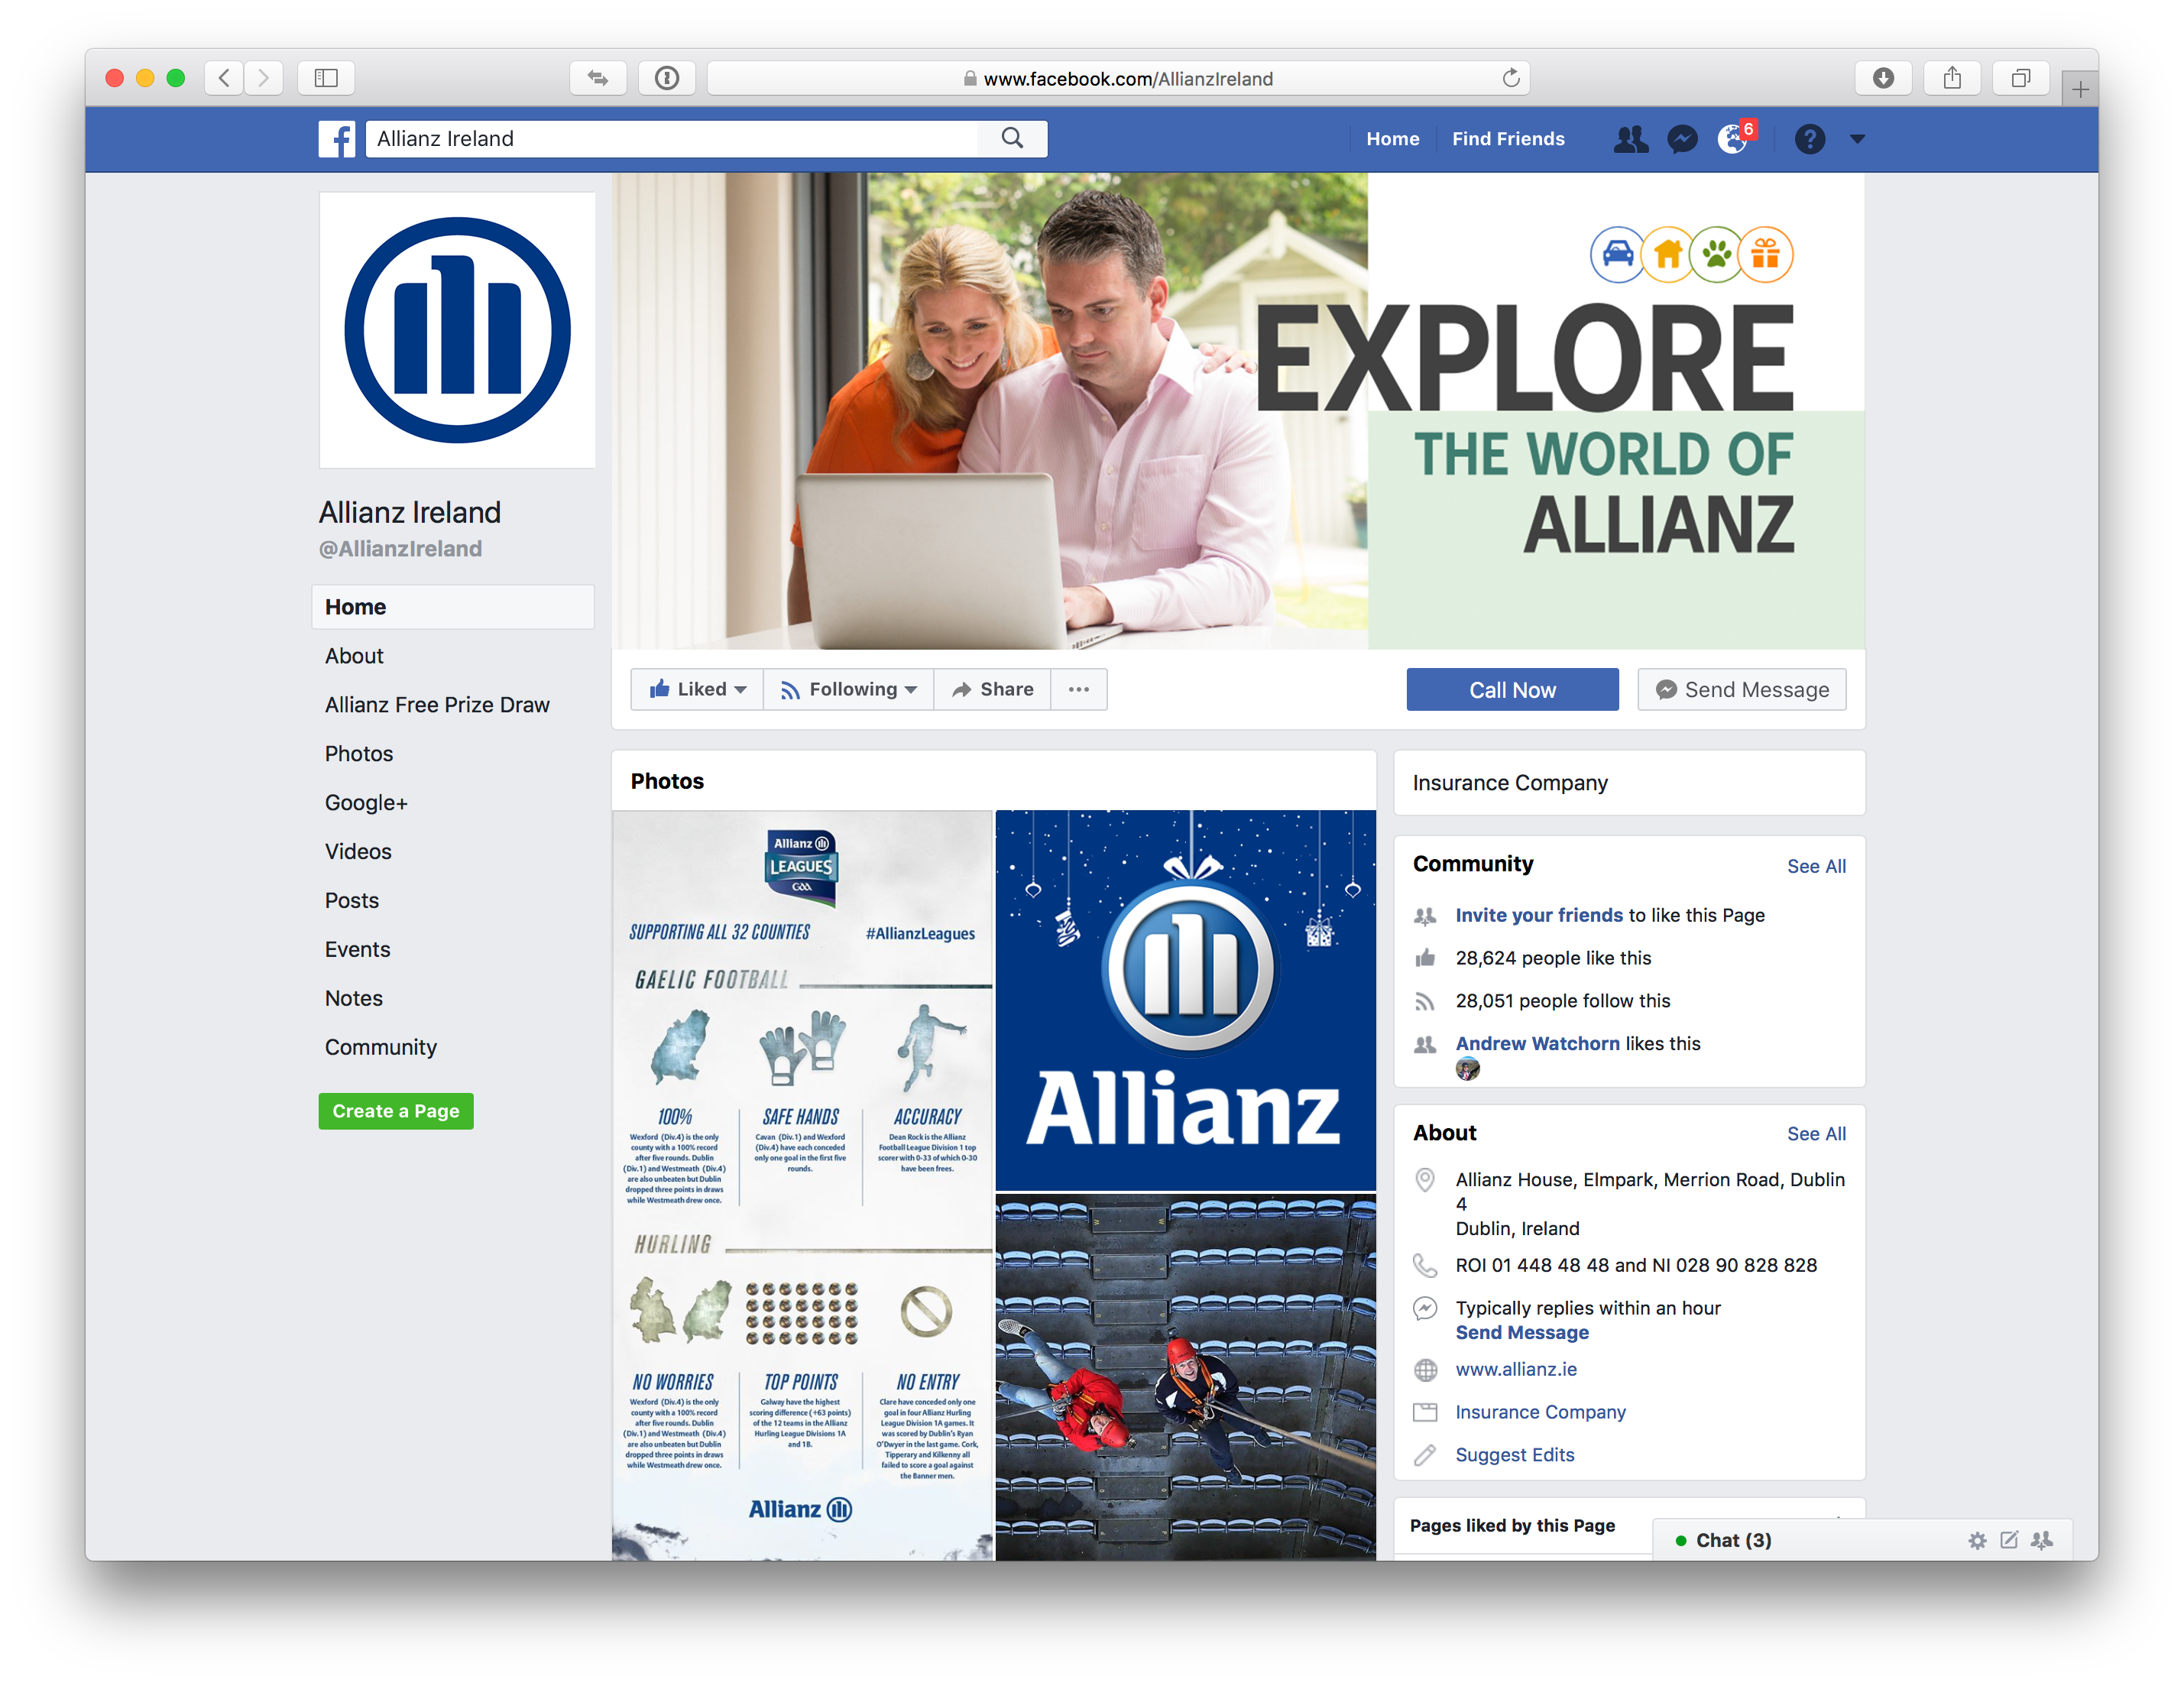 www.facebook.com/AllianzIreland
Allianz Ireland
Home
Find Friends
6
EXPLORE
THE WORLD OF
ALLIANZ
Allianz Ireland
@AllianzIreland
Home
About
Allianz Free Prize Draw
Photos
Google+
Videos
Posts
Events
Notes
Community
Create a Page
Liked
Following
Share
Call Now
Send Message
Photos
Allianz
LEAGUES
GAA
SUPPORTING ALL 32 COUNTIES
#AllianzLeagues
GAELIC FOOTBALL
100%
Wexford (Div.4) is the only
county with a 100% record
after five rounds. Dublin
(Div.1) and Westmeath (Div.4)
are also unbeaten but Dublin
dropped three points in draws
while Westmeath drew once.
SAFE HANDS
Cavan (Div.1) and Wexford
(Div.4) have each conceded
only one goal in the first five
rounds.
ACCURACY
Dean Rock is the Allianz
Football League Division 1 top
scorer with 0-33 of which 0-30
have been frees.
HURLING
NO WORRIES
Wexford (Div.4) is the only
county with a 100% record
after five rounds. Dublin
(Div.1) and Westmeath (Div.4)
are also unbeaten but Dublin
dropped three points in draws
while Westmeath drew once.
TOP POINTS
Galway have the highest
scoring difference (+63 points)
of the 12 teams in the Allianz
Hurling League Divisions 1A
and 1B.
NO ENTRY
Clare have conceded only one
goal in four Allianz Hurling
League Division 1A games. It
was scored by Dublin's Ryan
O'Dwyer in the last game. Cork,
Tipperary and Kilkenny all
failed to score a goal against
the Banner men.
Allianz
Allianz
Insurance Company
Community
See All
Invite your friends to like this Page
28,624 people like this
28,051 people follow this
Andrew Watchorn likes this
About
See All
Allianz House, Elmpark, Merrion Road, Dublin
4
Dublin, Ireland
ROI 01 448 48 48 and NI 028 90 828 828
Typically replies within an hour
Send Message
www.allianz.ie
Insurance Company
Suggest Edits
Pages liked by this Page
Chat (3)